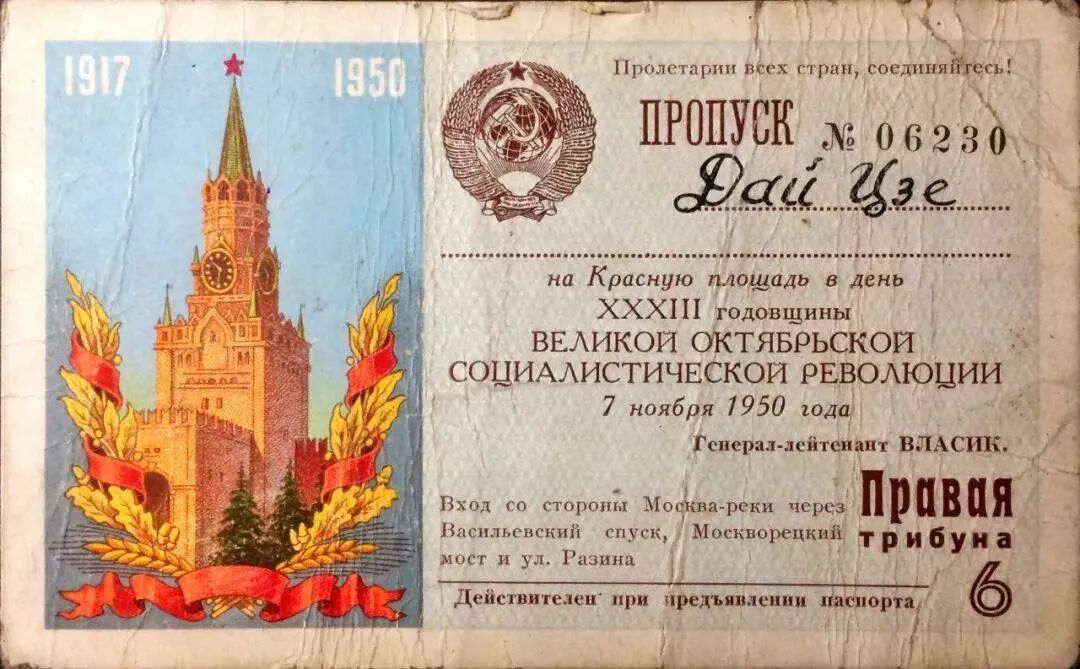 1917 1950
Пролетарии всех стран, соединяйтесь!
ПРОПУСК № 06230
Дай Цзе
на Красную площадь в день
XXXIII годовщины
ВЕЛИКОЙ ОКТЯБРЬСКОЙ
СОЦИАЛИСТИЧЕСКОЙ РЕВОЛЮЦИИ
7 ноября 1950 года
Генерал-лейтенант ВЛАСИК.
Вход со стороны Москва-реки через
Васильевский спуск, Москворецкий
мост и ул. Разина
Правая
трибуна
6
Действителен при предъявлении паспорта